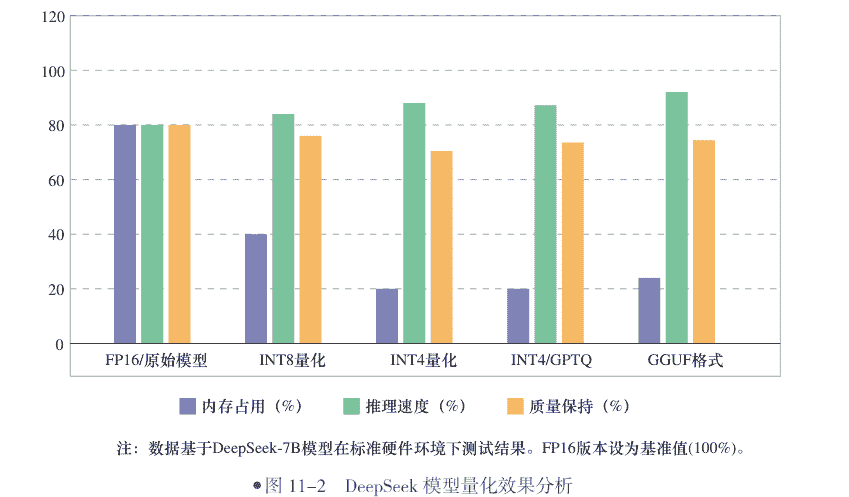 120
100
80
60
40
20
0
FP16/原始模型 INT8量化 INT4量化 INT4/GPTQ GGUF格式
内存占用（%） 推理速度（%） 质量保持（%）
注：数据基于DeepSeek-7B模型在标准硬件环境下测试结果。FP16版本设为基准值(100%)。
●图 11-2 DeepSeek 模型量化效果分析